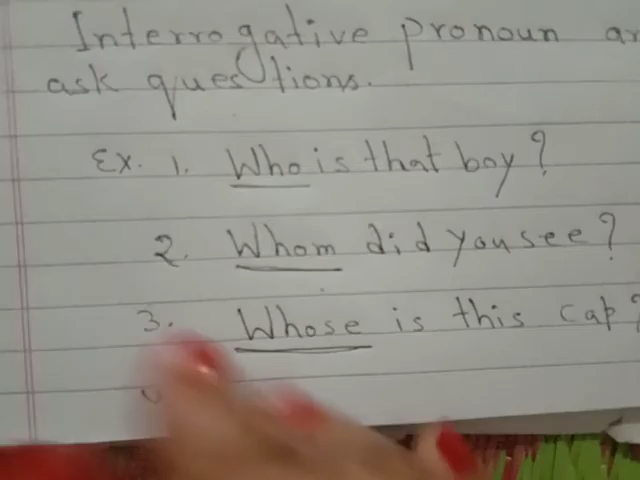 Interrogative pronoun ar
ask questions.
Ex. 1. Who is that boy?
2. Whom did you see?
3. Whose is this cap?